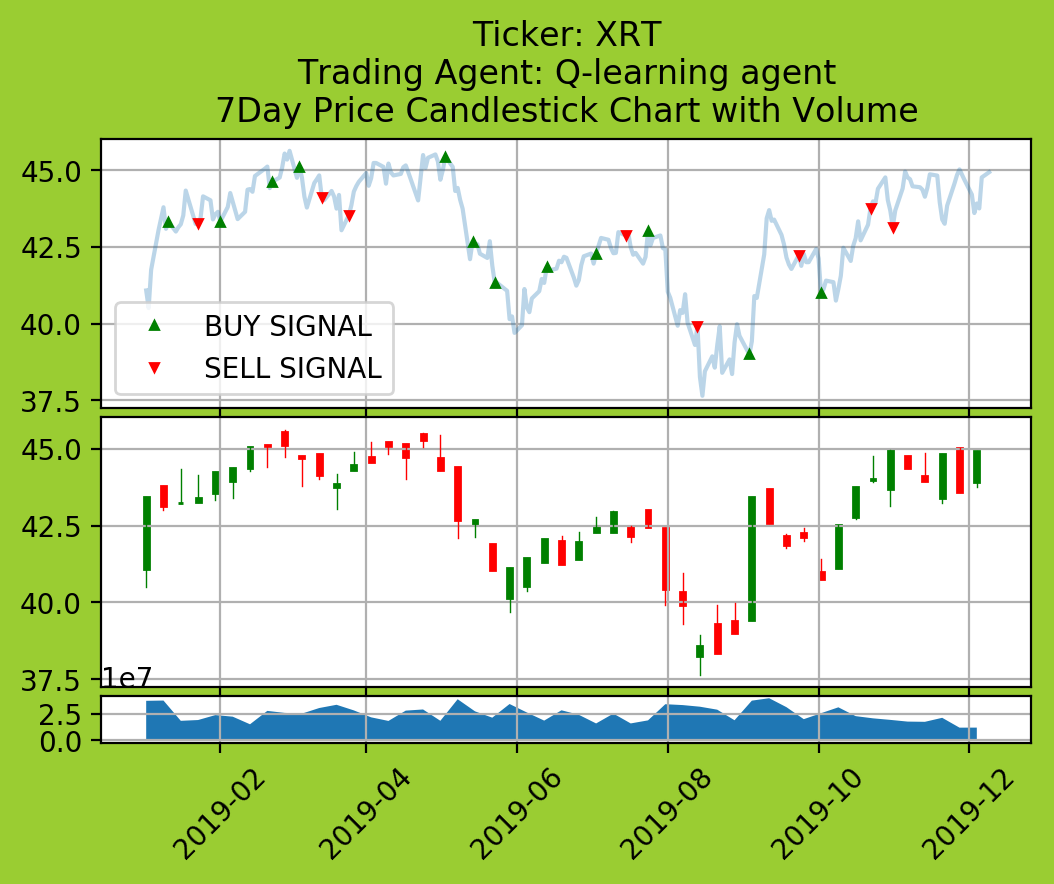 Ticker: XRT
Trading Agent: Q-learning agent
7Day Price Candlestick Chart with Volume
45.0
42.5
40.0
37.5
BUY SIGNAL
SELL SIGNAL
45.0
42.5
40.0
37.5
1e7
2.5
0.0
2019-02
2019-04
2019-06
2019-08
2019-10
2019-12